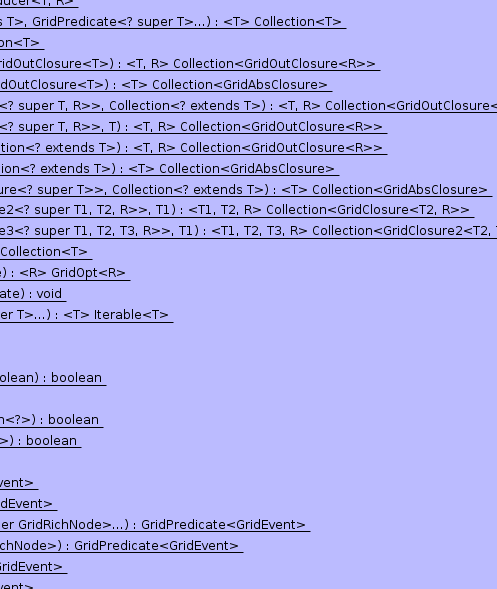 ducer<T, R>
s T>, GridPredicate<? super T>...) : <T> Collection<T>
on<T>
ridOutClosure<T>) : <T, R> Collection<GridOutClosure<R>>
dOutClosure<T>) : <T> Collection<GridAbsClosure>
<? super T, R>>, Collection<? extends T>) : <T, R> Collection<GridOutClosure<
<? super T, R>>, T) : <T, R> Collection<GridOutClosure<R>>
tion<? extends T>) : <T, R> Collection<GridOutClosure<R>>
ion<? extends T>) : <T> Collection<GridAbsClosure>
ure<? super T>>, Collection<? extends T>) : <T> Collection<GridAbsClosure>
e2<? super T1, T2, R>>, T1) : <T1, T2, R> Collection<GridClosure<T2, R>>
e3<? super T1, T2, T3, R>>, T1) : <T1, T2, T3, R> Collection<GridClosure2<T2,
Collection<T>
e) : <R> GridOpt<R>
ate) : void
er T>...) : <T> Iterable<T>
olean) : boolean
n<?>) : boolean
>) : boolean
vent>
dEvent>
er GridRichNode>...) : GridPredicate<GridEvent>
chNode>) : GridPredicate<GridEvent>
GridEvent>
vent>